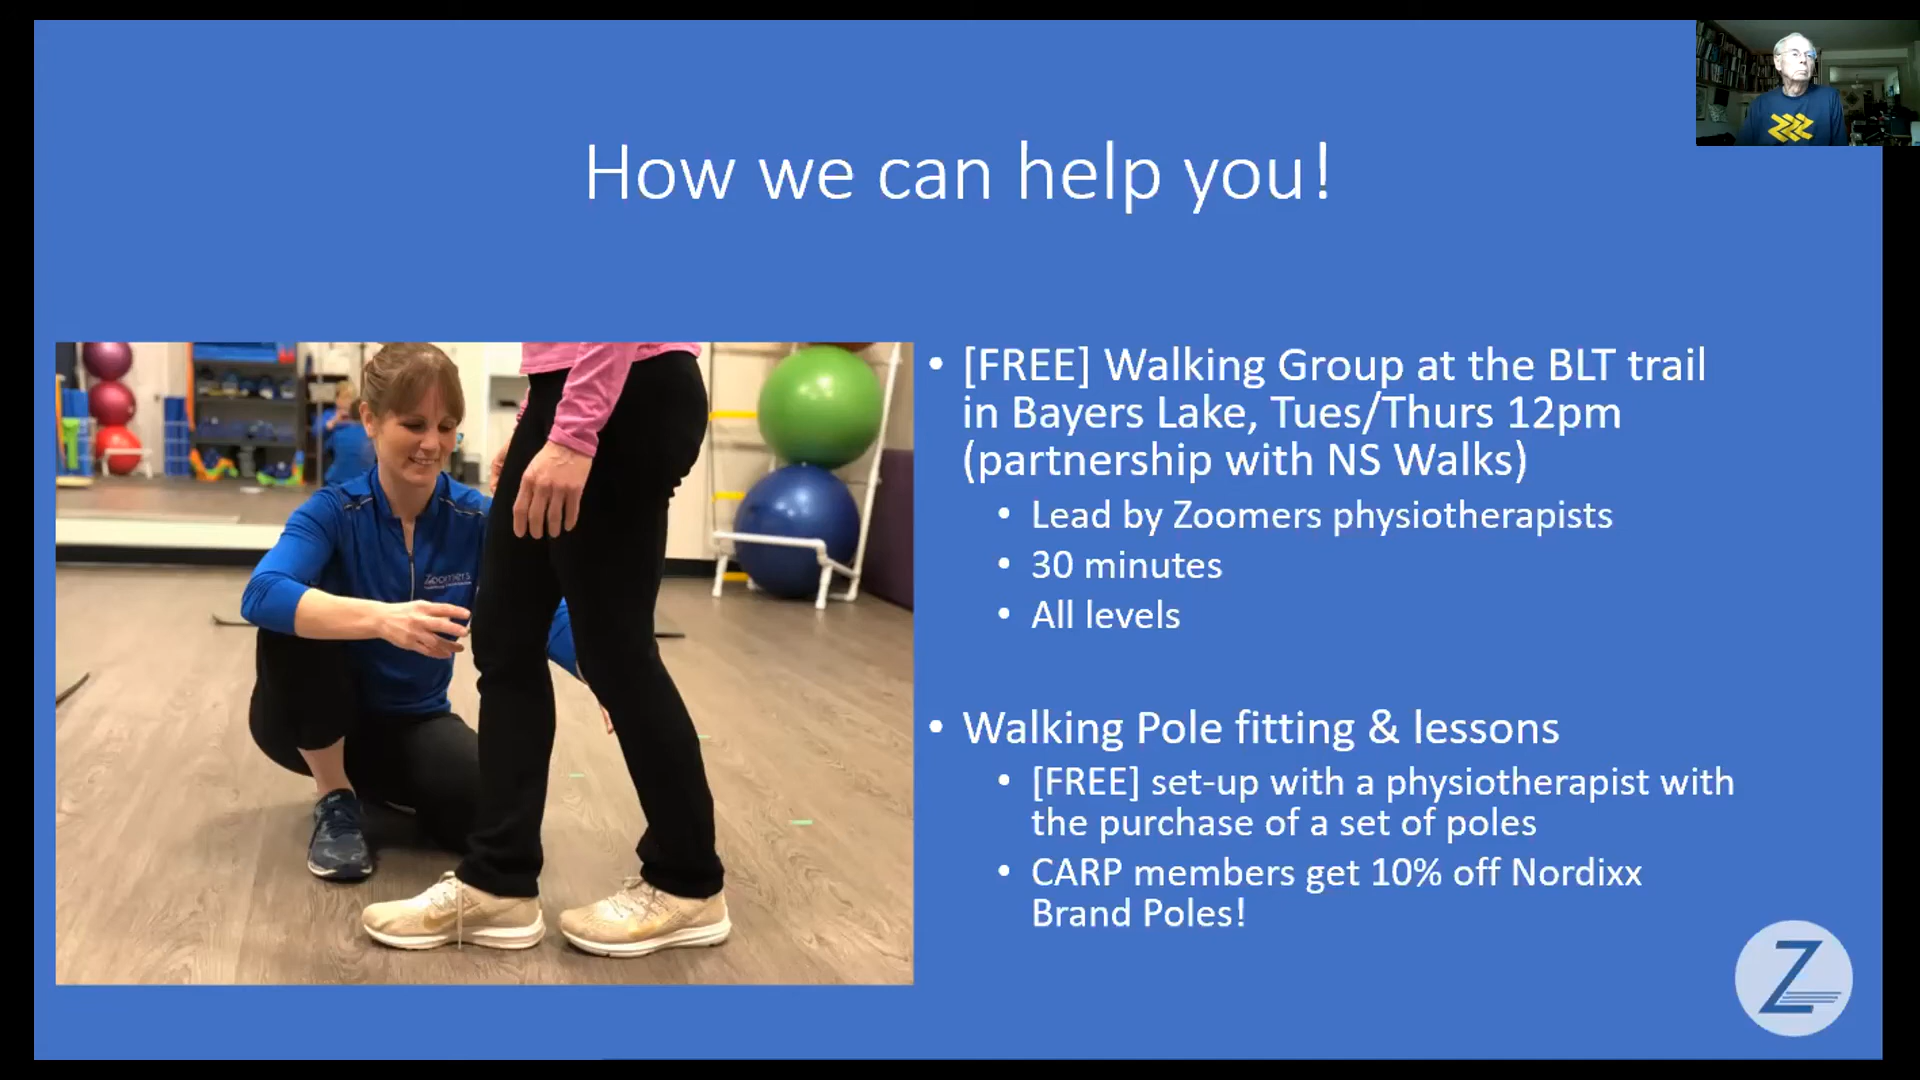 How we can help you!
• [FREE] Walking Group at the BLT trail
in Bayers Lake, Tues/Thurs 12pm
(partnership with NS Walks)
• Lead by Zoomers physiotherapists
• 30 minutes
• All levels
• Walking Pole fitting & lessons
• [FREE] set-up with a physiotherapist with
the purchase of a set of poles
• CARP members get 10% off Nordixx
Brand Poles!
Zoomers
Z